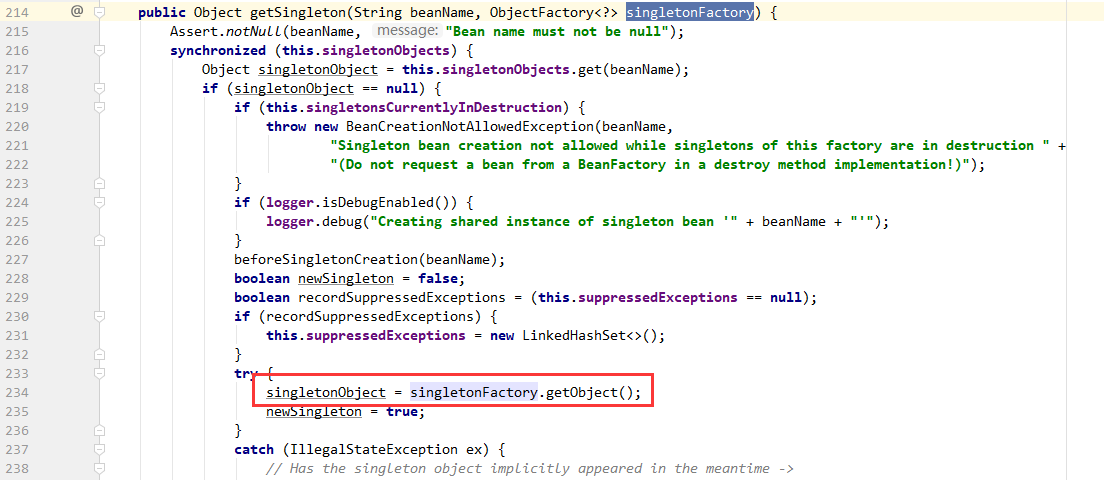 214 @ public Object getSingleton(String beanName, ObjectFactory<?> singletonFactory) {
215 Assert.notNull(beanName, message: "Bean name must not be null");
216 synchronized (this.singletonObjects) {
217 Object singletonObject = this.singletonObjects.get(beanName);
218 if (singletonObject == null) {
219 if (this.singletonsCurrentlyInDestruction) {
220 throw new BeanCreationNotAllowedException(beanName,
221 "Singleton bean creation not allowed while singletons of this factory are in destruction " +
222 "(Do not request a bean from a BeanFactory in a destroy method implementation!)");
223 }
224 if (logger.isDebugEnabled()) {
225 logger.debug("Creating shared instance of singleton bean '" + beanName + "'");
226 }
227 beforeSingletonCreation(beanName);
228 boolean newSingleton = false;
229 boolean recordSuppressedExceptions = (this.suppressedExceptions == null);
230 if (recordSuppressedExceptions) {
231 this.suppressedExceptions = new LinkedHashSet<>();
232 }
233 try {
234 singletonObject = singletonFactory.getObject();
235 newSingleton = true;
236 }
237 catch (IllegalStateException ex) {
238 // Has the singleton object implicitly appeared in the meantime ->